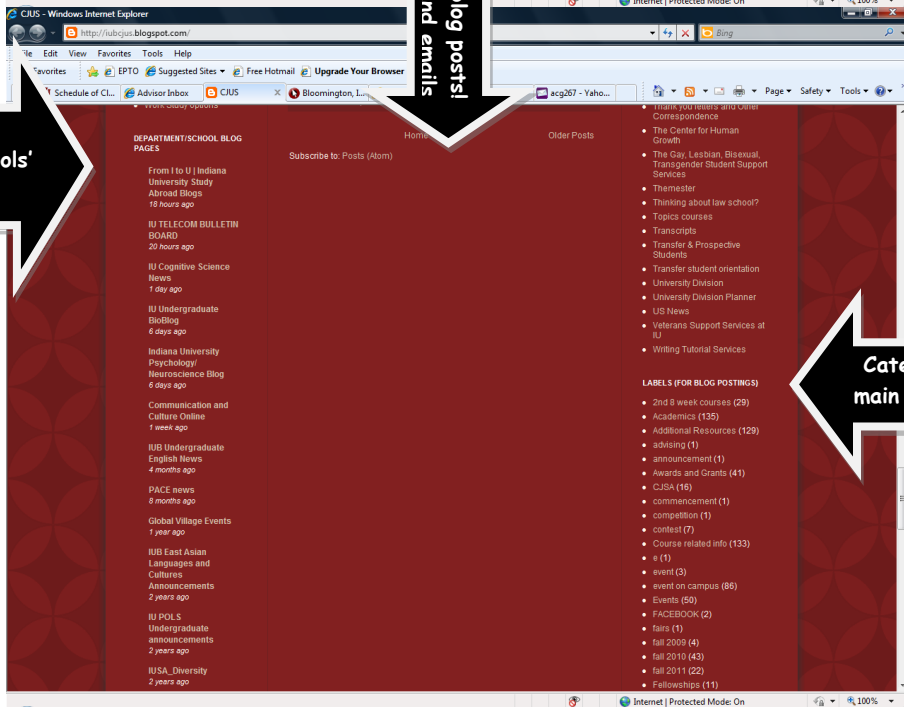 Internet | Protected Mode: On
100%
CJUS - Windows Internet Explorer
http://iubcjus.blogspot.com/
Bing
Edit View Favorites Tools Help
Favorites EPTO Suggested Sites Free Hotmail Upgrade Your Browser
Schedule of Cl... Advisor Inbox CJUS X Bloomington, I... acg267 - Yaho... Page Safety Tools
blog posts!
nd emails
ols'
Cate
main
Work Study Options
DEPARTMENT/SCHOOL BLOG
PAGES
From I to U | Indiana
University Study
Abroad Blogs
18 hours ago
IU TELECOM BULLETIN
BOARD
20 hours ago
IU Cognitive Science
News
1 day ago
IU Undergraduate
BioBlog
6 days ago
Indiana University
Psychology/
Neuroscience Blog
6 days ago
Communication and
Culture Online
1 week ago
IUB Undergraduate
English News
4 months ago
PACE news
8 months ago
Global Village Events
1 year ago
IUB East Asian
Languages and
Cultures
Announcements
2 years ago
IU POLS
Undergraduate
announcements
2 years ago
IUSA_Diversity
2 years ago
Home
Older Posts
Subscribe to: Posts (Atom)
Thank you letters and Other
Correspondence
The Center for Human
Growth
The Gay, Lesbian, Bisexual,
Transgender Student Support
Services
Themester
Thinking about law school?
Topics courses
Transcripts
Transfer & Prospective
Students
Transfer student orientation
University Division
University Division Planner
US News
Veterans Support Services at
IU
Writing Tutorial Services
LABELS (FOR BLOG POSTINGS)
2nd 8 week courses (29)
Academics (135)
Additional Resources (129)
advising (1)
announcement (1)
Awards and Grants (41)
CJSA (16)
commencement (1)
competition (1)
contest (7)
Course related info (133)
e (1)
event (3)
event on campus (86)
Events (50)
FACEBOOK (2)
fairs (1)
fall 2009 (4)
fall 2010 (43)
fall 2011 (22)
Fellowships (11)
Internet | Protected Mode: On
100%